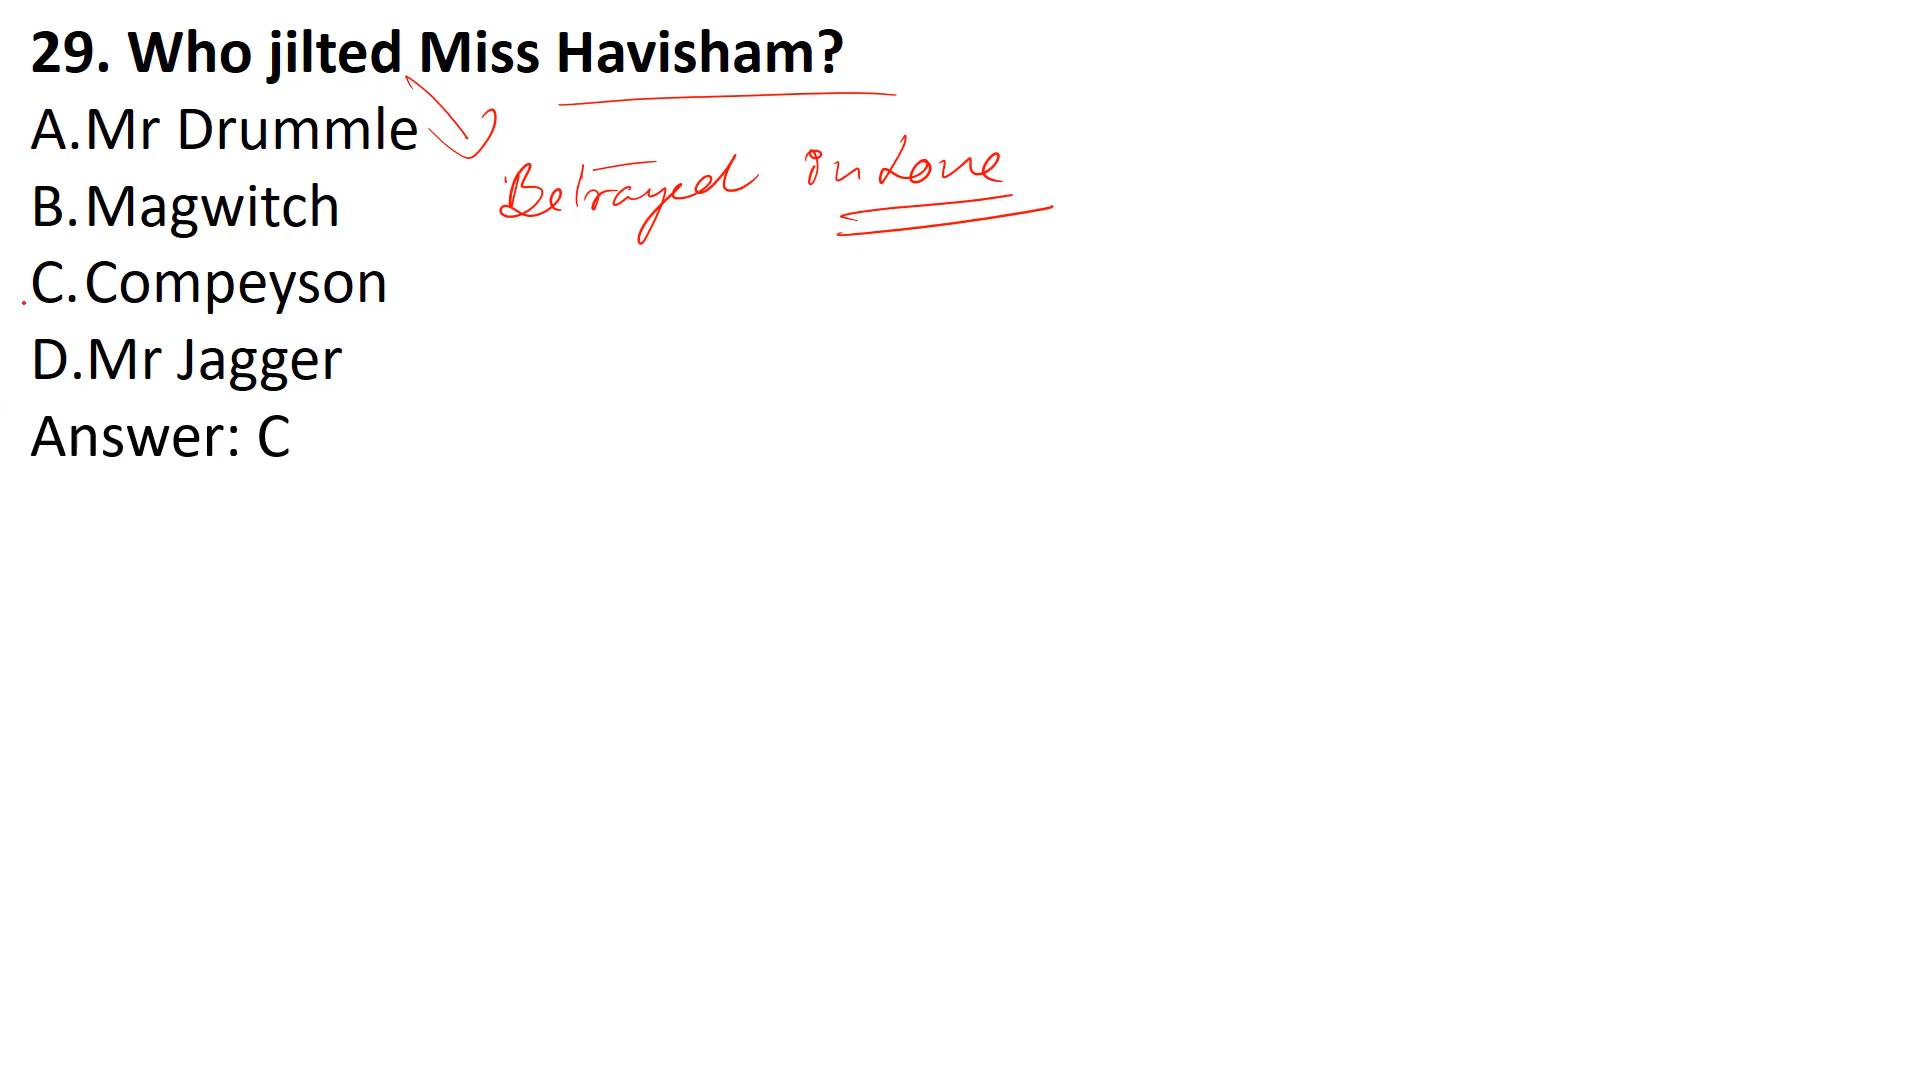 29. Who jilted Miss Havisham?
A.Mr Drummle
Betrayed in Love
B.Magwitch
C.Compeyson
D.Mr Jagger
Answer: C